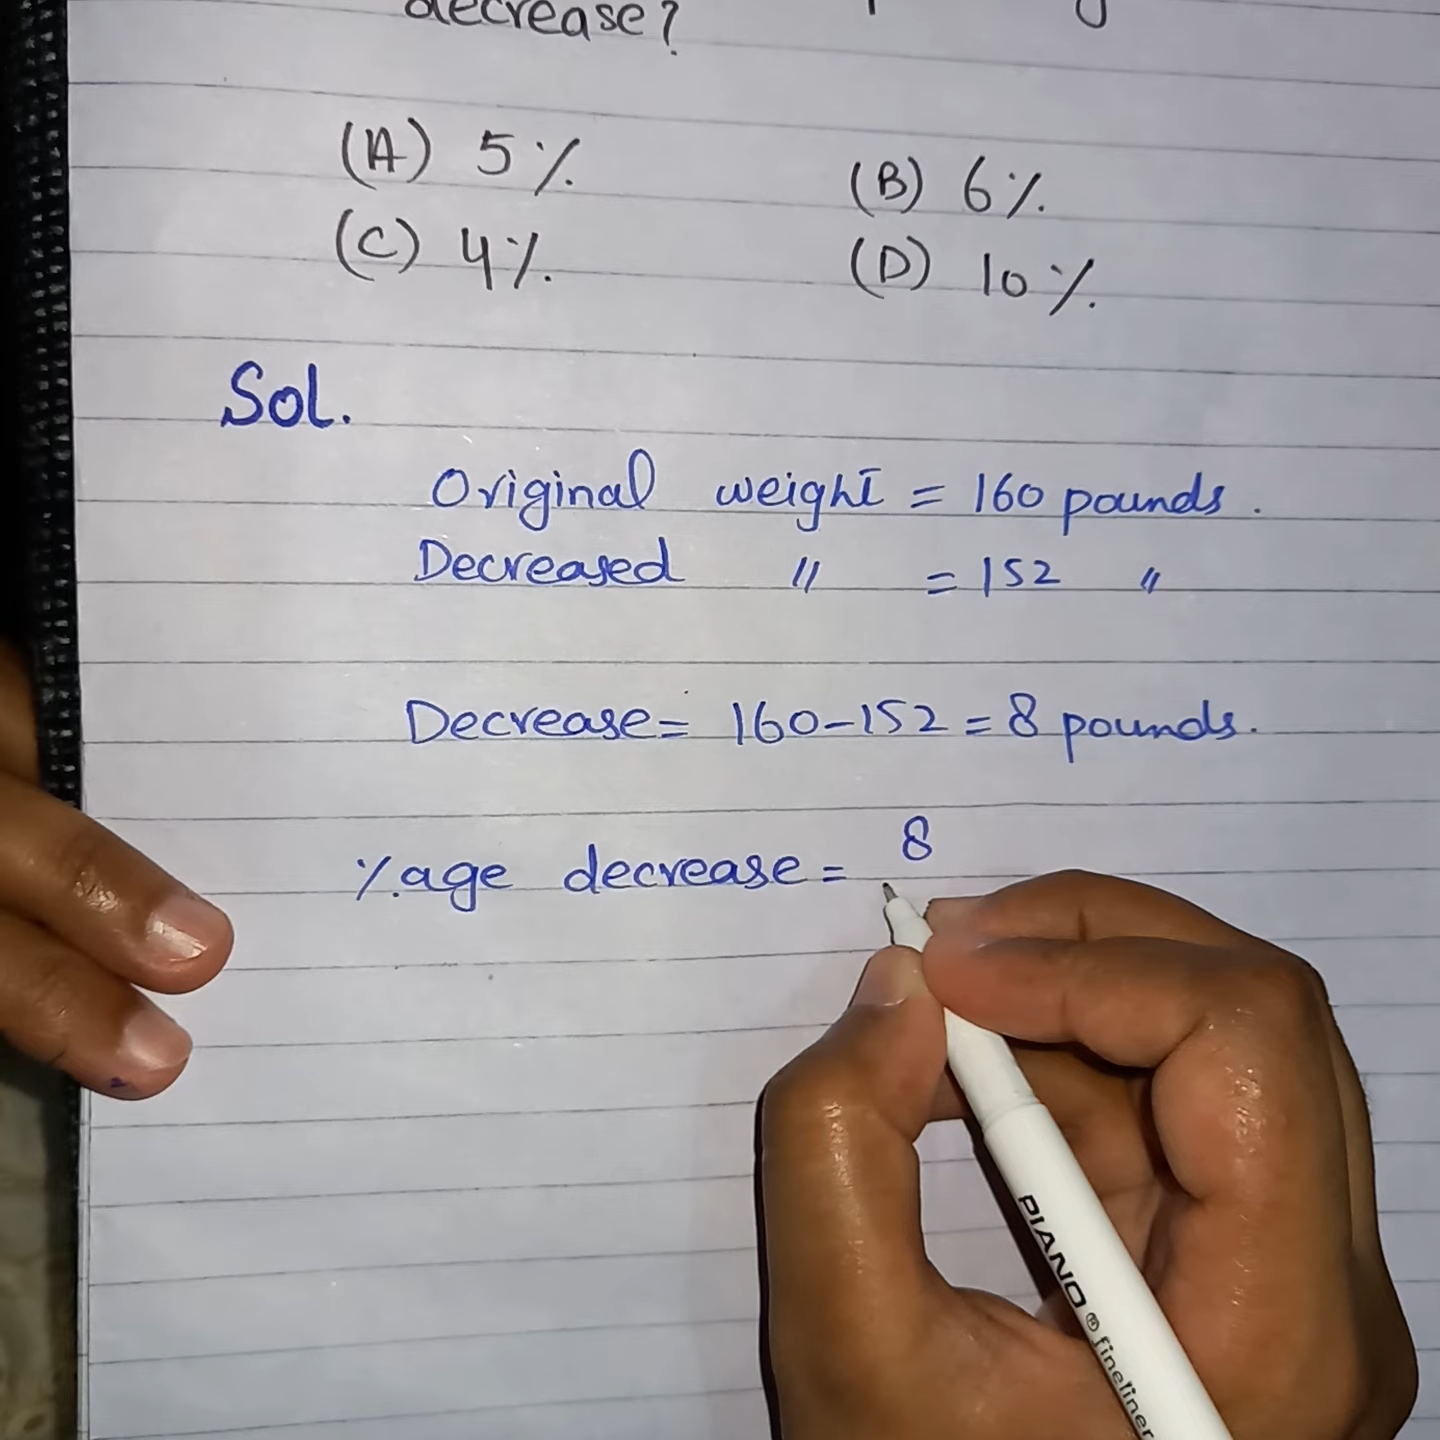 decrease?
(A) 5%
(B) 6%
(C) 4%
(D) 10%
Sol.
Original weight = 160 pounds.
Decreased " = 152 "
Decrease = 160-152 = 8 pounds.
%age decrease = 8
PIANO ® fineliner